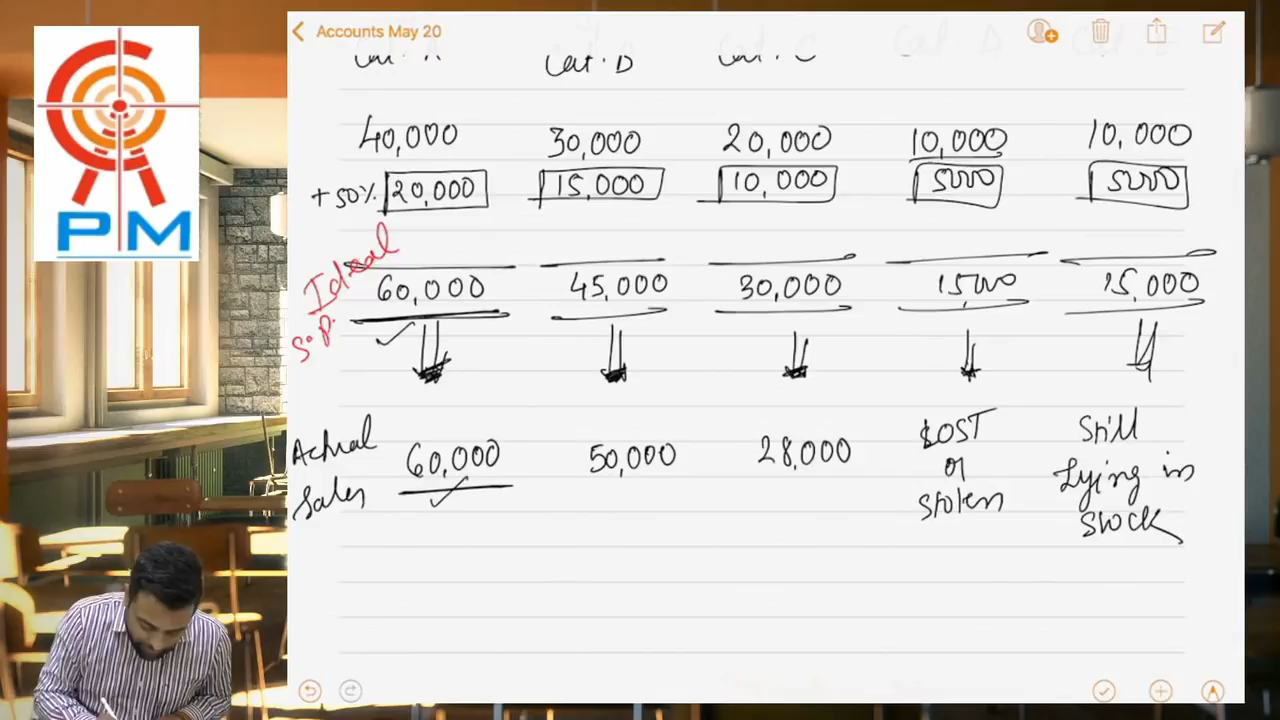 Accounts May 20
PM
40,000 30,000 20,000 10,000 10,000
+50% 20,000 15,000 10,000 5000 5000
Ideal
S.P.
60,000 45,000 30,000 15000 15,000
Actual Sales 60,000 50,000 28,000
LOST or stolen
Still Lying in Stock